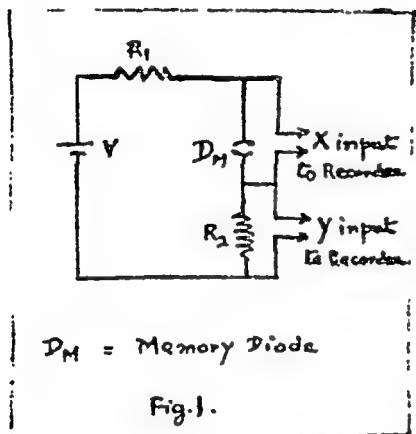 R1
V
DM
X input
to Recorder
R2
Y input
to Recorder
DM = Memory Diode
Fig.1.